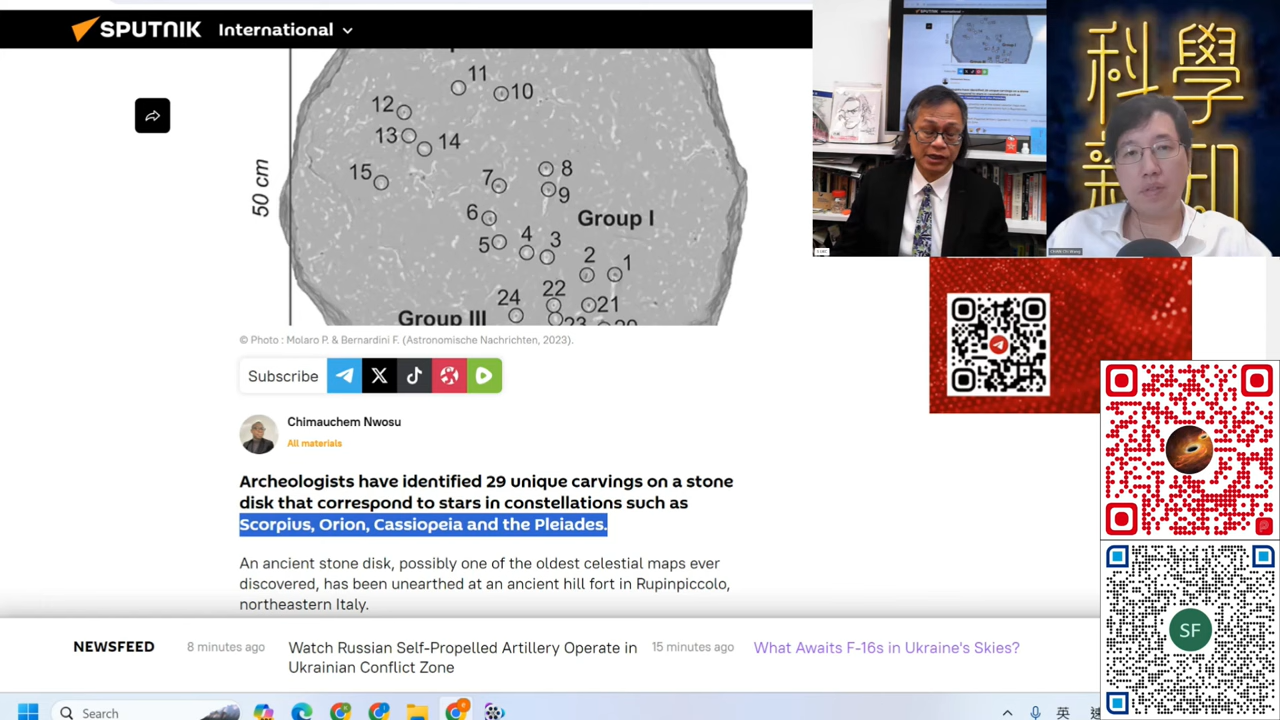 SPUTNIK International
11
10
12
13
14
15
8
7
9
6
Group I
5
4
3
2
1
50 cm
22
24
21
Group III
23
20
© Photo : Molaro P. & Bernardini F. (Astronomische Nachrichten, 2023).
Subscribe
Chimauchem Nwosu
All materials
Archeologists have identified 29 unique carvings on a stone
disk that correspond to stars in constellations such as
Scorpius, Orion, Cassiopeia and the Pleiades.
An ancient stone disk, possibly one of the oldest celestial maps ever
discovered, has been unearthed at an ancient hill fort in Rupinpiccolo,
northeastern Italy.
NEWSFEED
8 minutes ago
Watch Russian Self-Propelled Artillery Operate in
Ukrainian Conflict Zone
15 minutes ago
What Awaits F-16s in Ukraine's Skies?
Search
英
科學
新知
SF